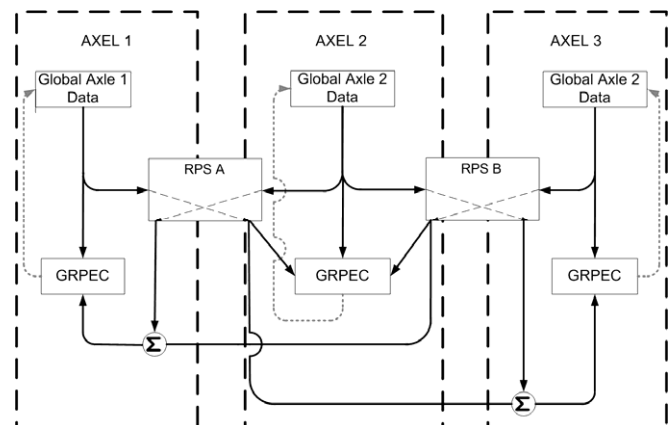 AXEL 1
AXEL 2
AXEL 3
Global Axle 1
Data
Global Axle 2
Data
Global Axle 2
Data
RPS A
RPS B
GRPEC
GRPEC
GRPEC
Σ
Σ